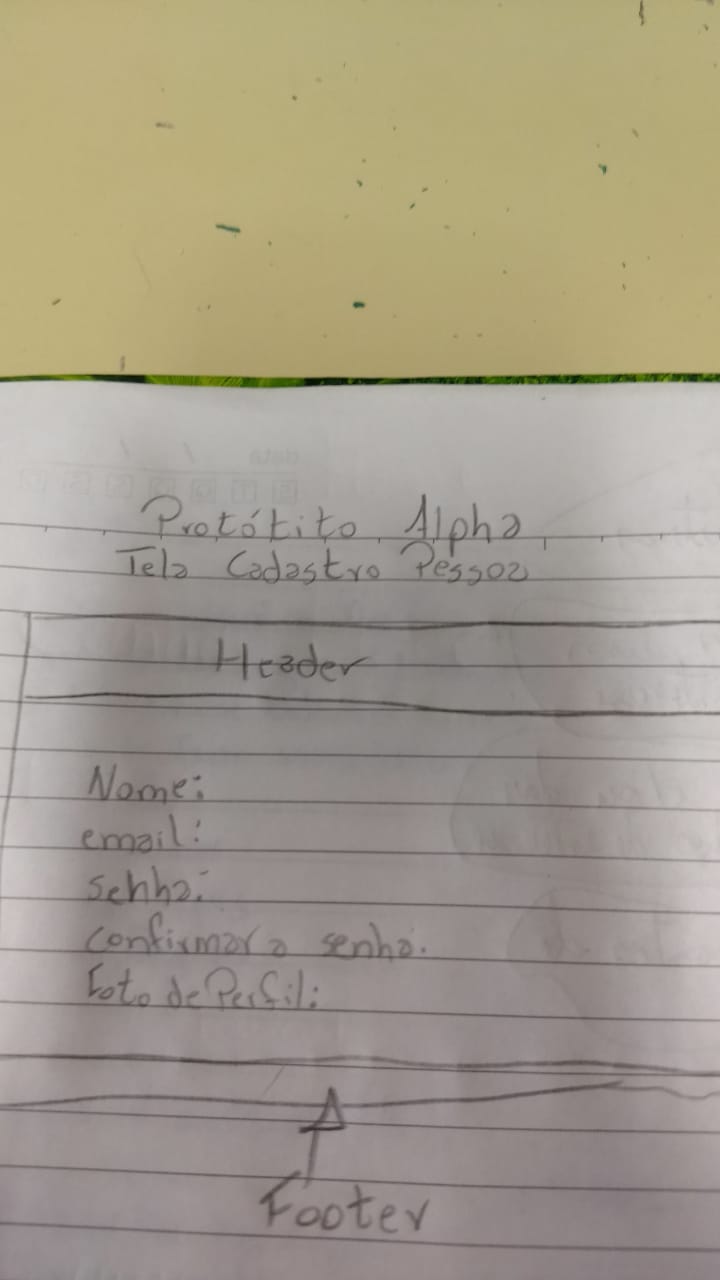 Protótito Alpha
Tela Cadastro Pessoa
Header
Nome:
email:
senha:
confirmar a senha:
Foto de Perfil:
Footer